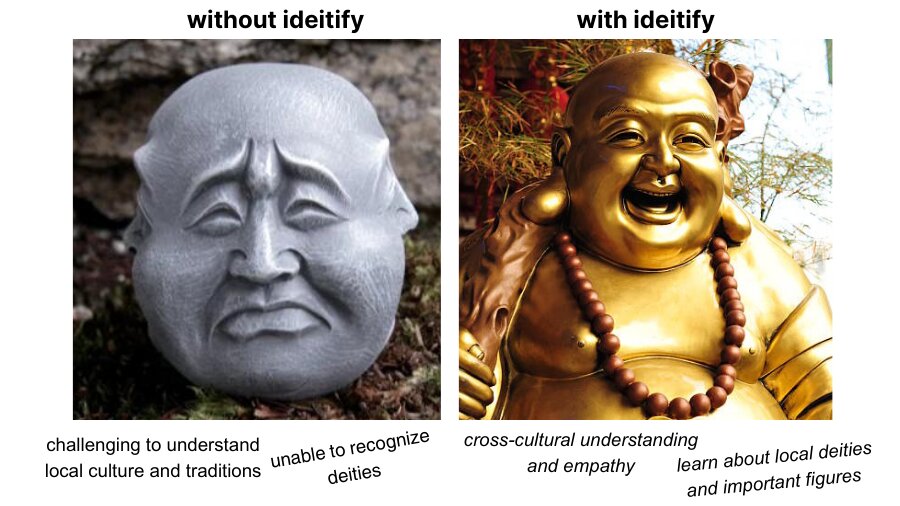 without ideitify
with ideitify
challenging to understand
local culture and traditions
unable to recognize
deities
cross-cultural understanding
and empathy
learn about local deities
and important figures